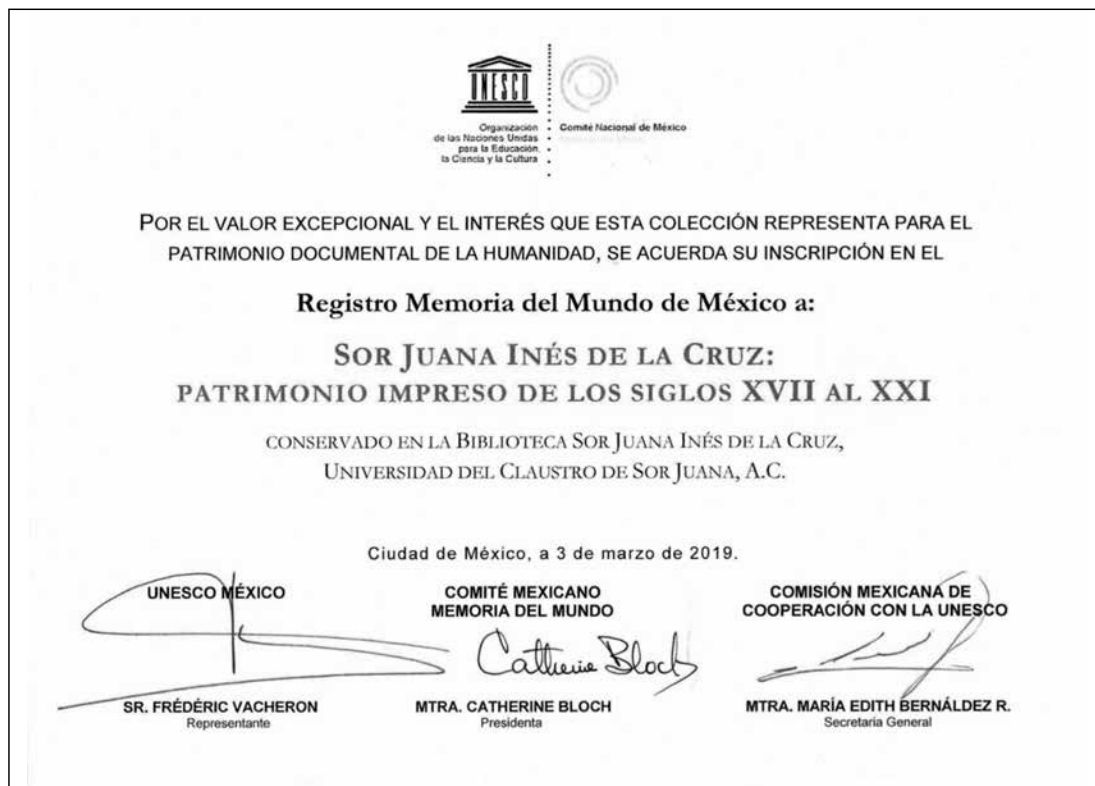 UNESCO
Organización
de las Naciones Unidas
para la Educación,
la Ciencia y la Cultura
Comité Nacional de México
POR EL VALOR EXCEPCIONAL Y EL INTERÉS QUE ESTA COLECCIÓN REPRESENTA PARA EL
PATRIMONIO DOCUMENTAL DE LA HUMANIDAD, SE ACUERDA SU INSCRIPCIÓN EN EL
Registro Memoria del Mundo de México a:
SOR JUANA INÉS DE LA CRUZ:
PATRIMONIO IMPRESO DE LOS SIGLOS XVII AL XXI
CONSERVADO EN LA BIBLIOTECA SOR JUANA INÉS DE LA CRUZ,
UNIVERSIDAD DEL CLAUSTRO DE SOR JUANA, A.C.
Ciudad de México, a 3 de marzo de 2019.
UNESCO MÉXICO
SR. FRÉDÉRIC VACHERON
Representante
COMITÉ MEXICANO
MEMORIA DEL MUNDO
Catherine Bloch
MTRA. CATHERINE BLOCH
Presidenta
COMISIÓN MEXICANA DE
COOPERACIÓN CON LA UNESCO
MTRA. MARÍA EDITH BERNÁLDEZ R.
Secretaria General